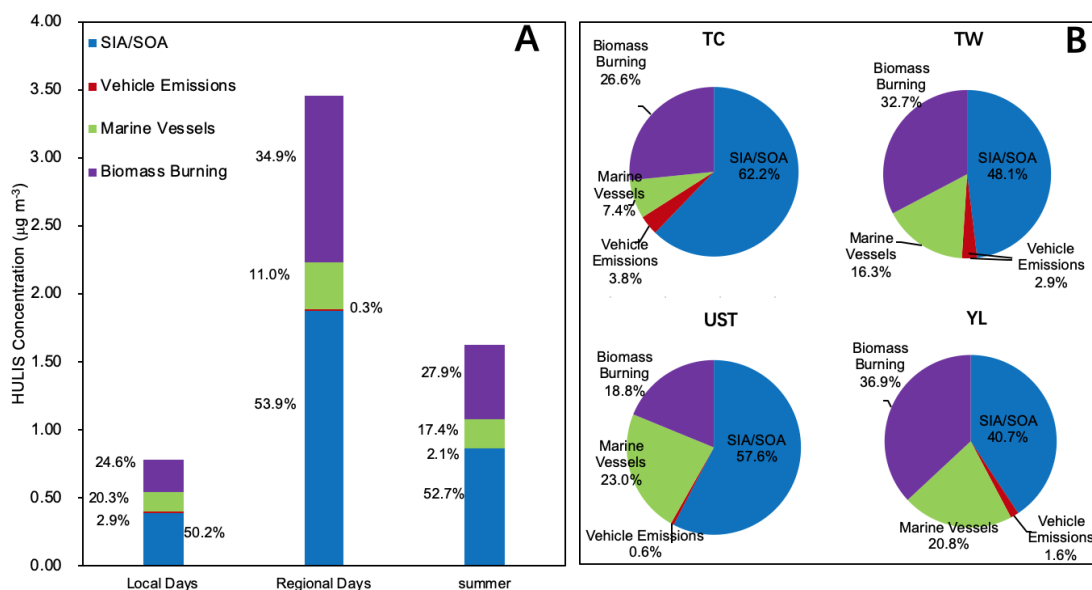 A
HULIS Concentration (μg m-3)
4.00
3.50
3.00
2.50
2.00
1.50
1.00
0.50
0.00
SIA/SOA
Vehicle Emissions
Marine Vessels
Biomass Burning
24.6%
20.3%
2.9%
50.2%
34.9%
11.0%
0.3%
53.9%
27.9%
17.4%
2.1%
52.7%
Local Days
Regional Days
summer
B
TC
Biomass
Burning
26.6%
SIA/SOA
62.2%
Marine
Vessels
7.4%
Vehicle
Emissions
3.8%
TW
Biomass
Burning
32.7%
SIA/SOA
48.1%
Marine
Vessels
16.3%
Vehicle
Emissions
2.9%
UST
Biomass
Burning
18.8%
SIA/SOA
57.6%
Marine
Vessels
23.0%
Vehicle Emissions
0.6%
YL
Biomass
Burning
36.9%
SIA/SOA
40.7%
Marine Vessels
20.8%
Vehicle
Emissions
1.6%